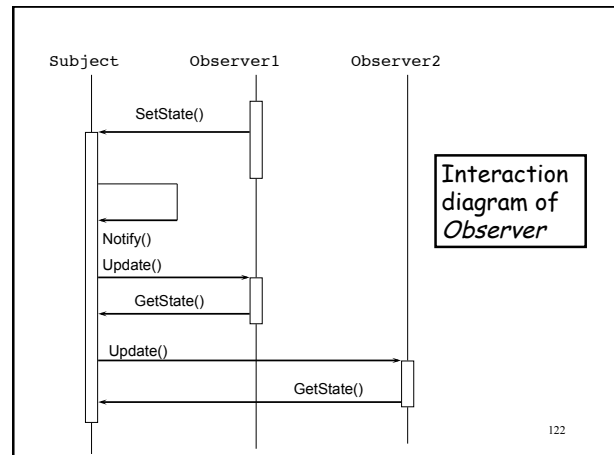 Subject Observer1 Observer2
SetState()
Interaction
diagram of
Observer
Notify()
Update()
GetState()
Update()
GetState()
122